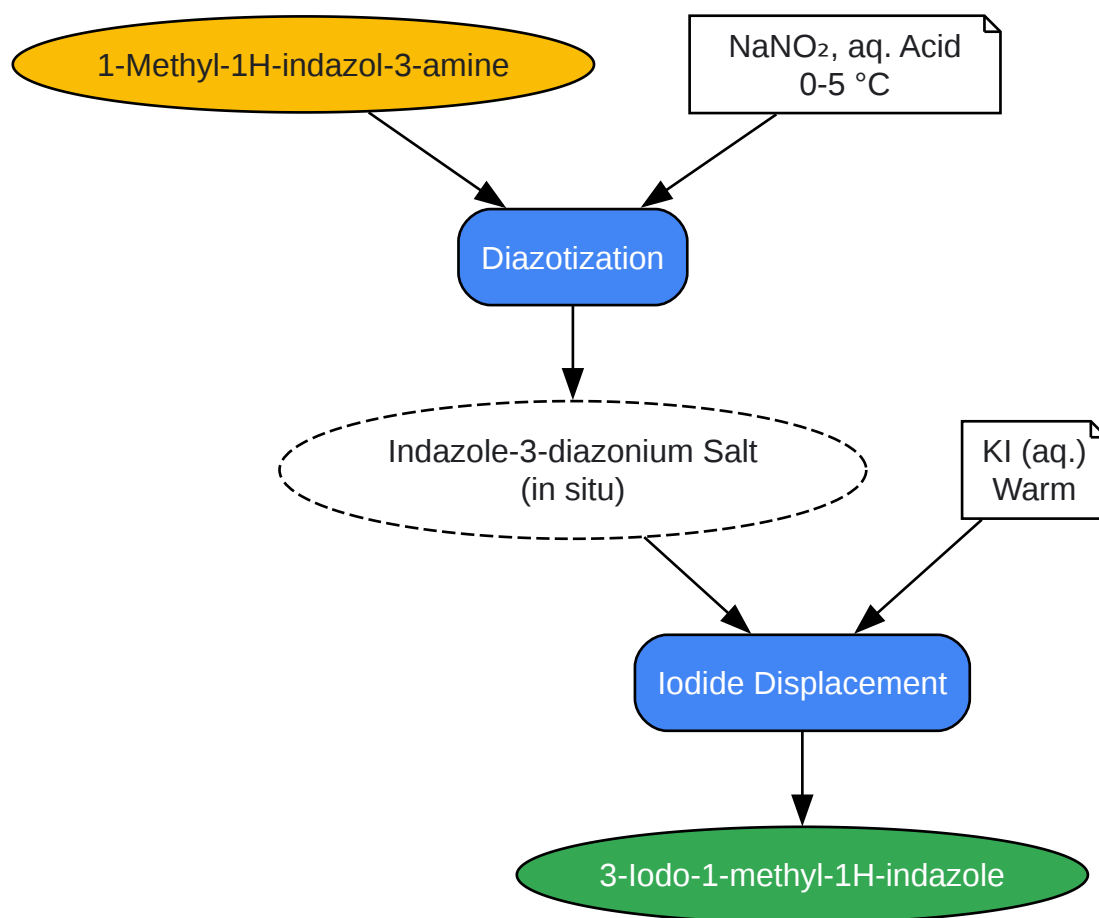 1-Methyl-1H-indazol-3-amine
NaNO₂, aq. Acid
0-5 °C
Diazotization
Indazole-3-diazonium Salt
(in situ)
KI (aq.)
Warm
Iodide Displacement
3-Iodo-1-methyl-1H-indazole